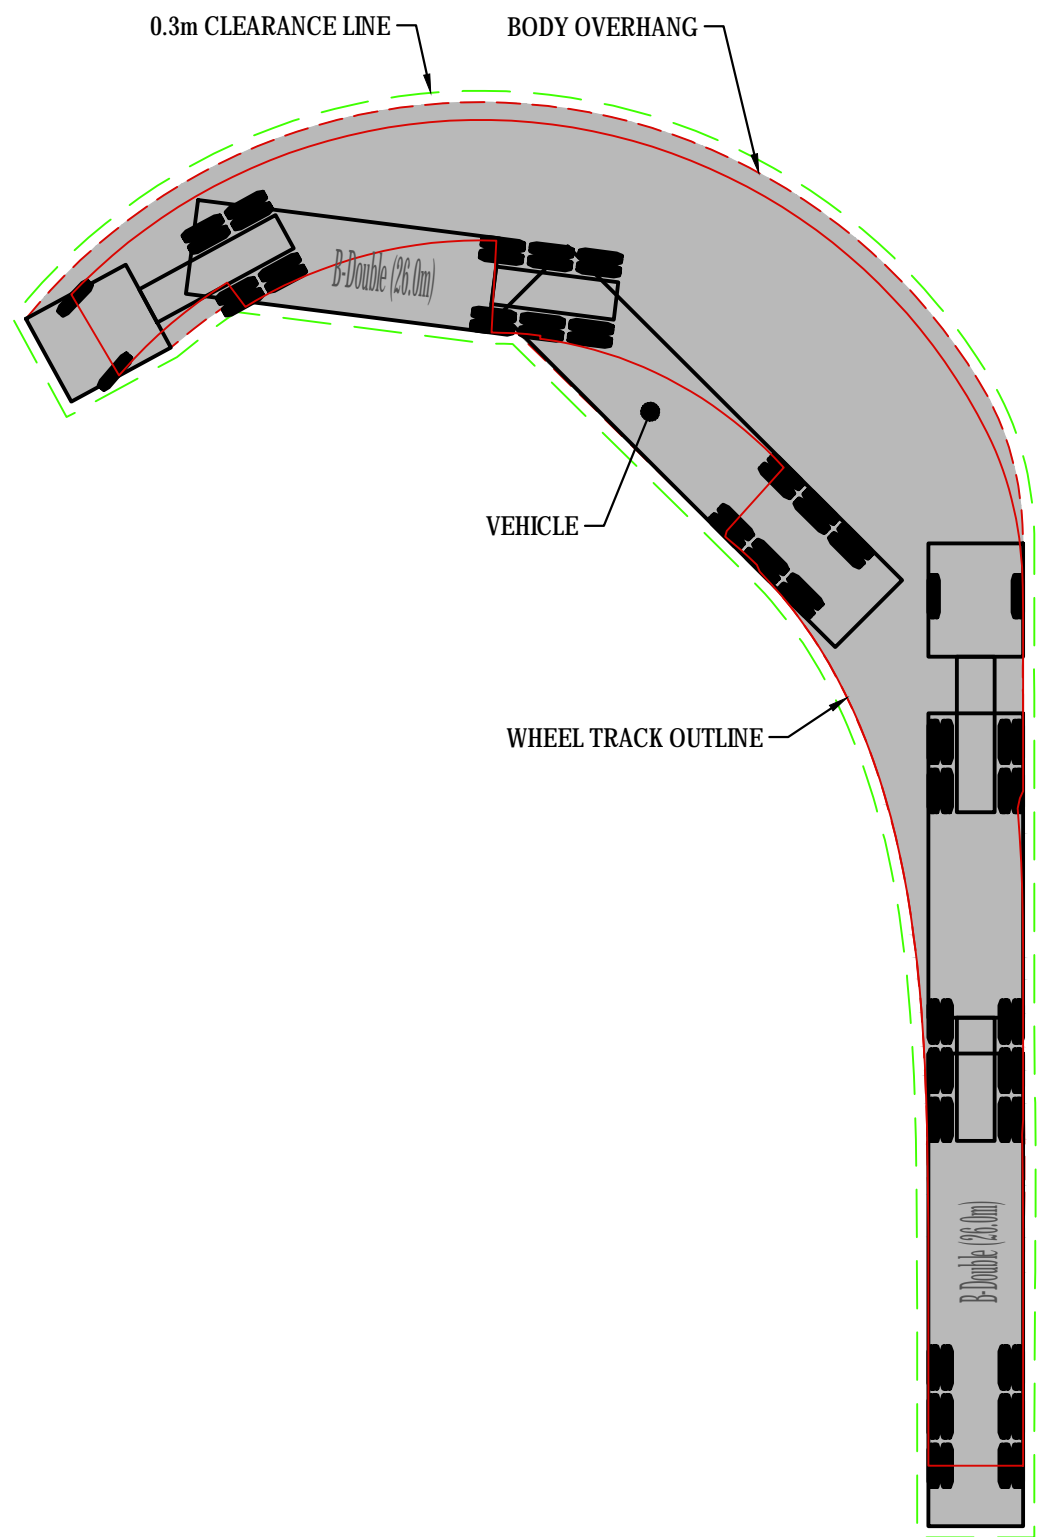 0.3m CLEARANCE LINE
BODY OVERHANG
B-Double (26.0m)
VEHICLE
WHEEL TRACK OUTLINE
B-Double (26.0m)